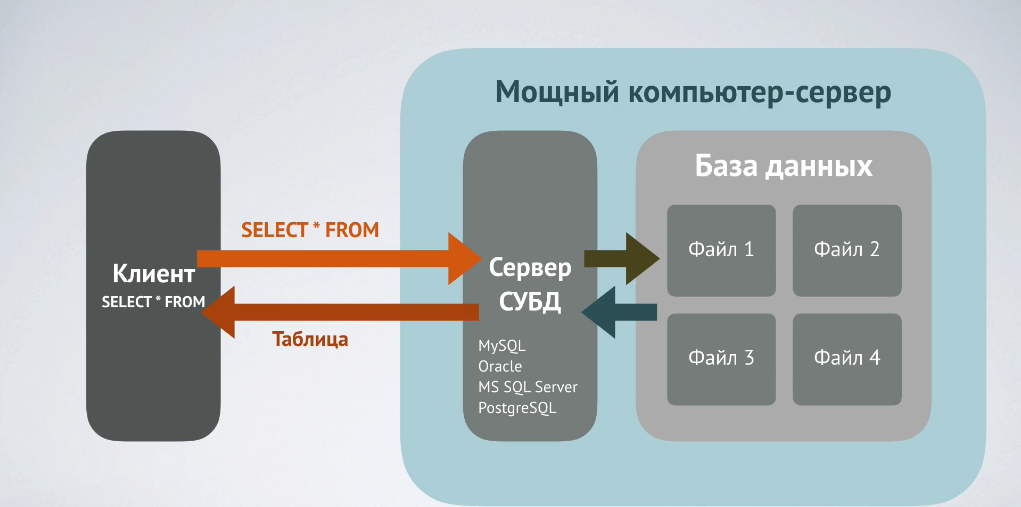 Мощный компьютер-сервер
База данных
SELECT * FROM
Файл 1
Файл 2
Клиент
SELECT * FROM
Сервер
СУБД
Таблица
MySQL
Oracle
MS SQL Server
PostgreSQL
Файл 3
Файл 4